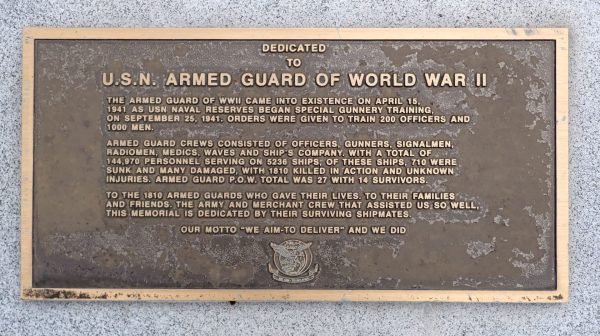 DEDICATED
TO
U.S.N. ARMED GUARD OF WORLD WAR II
THE ARMED GUARD OF WWII CAME INTO EXISTENCE ON APRIL 15,
1941 AS USN NAVAL RESERVES BEGAN SPECIAL GUNNERY TRAINING,
ON SEPTEMBER 25, 1941. ORDERS WERE GIVEN TO TRAIN 200 OFFICERS AND
1000 MEN.
ARMED GUARD CREWS CONSISTED OF OFFICERS, GUNNERS, SIGNALMEN,
RADIOMEN, MEDICS, WAVES AND SHIP'S COMPANY, WITH A TOTAL OF
144,970 PERSONNEL SERVING ON 5236 SHIPS, OF THESE SHIPS, 710 WERE
SUNK AND MANY DAMAGED, WITH 1810 KILLED IN ACTION AND UNKNOWN
INJURIES. ARMED GUARD P.O.W. TOTAL WAS 27 WITH 14 SURVIVORS.
TO THE 1810 ARMED GUARDS WHO GAVE THEIR LIVES. TO THEIR FAMILIES
AND FRIENDS. THE ARMY AND MERCHANT CREW THAT ASSISTED US SO WELL,
THIS MEMORIAL IS DEDICATED BY THEIR SURVIVING SHIPMATES.
OUR MOTTO "WE AIM-TO DELIVER" AND WE DID